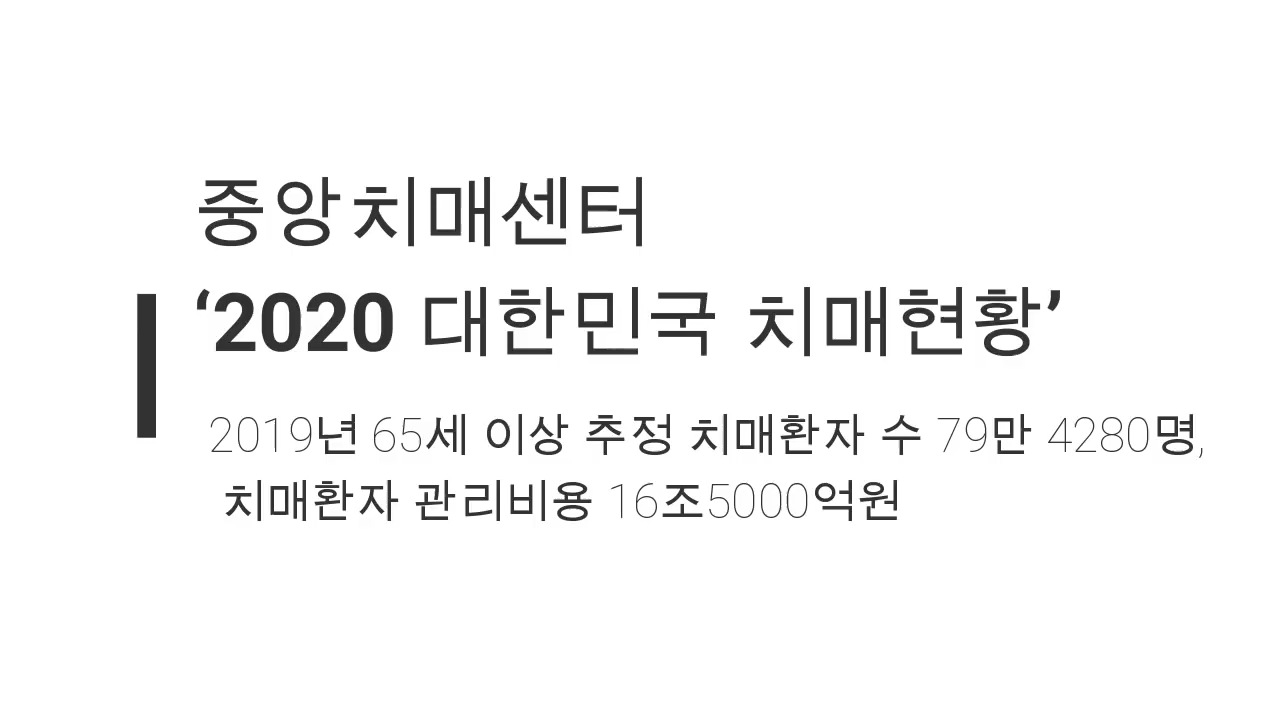 중앙치매센터
‘2020 대한민국 치매현황’
2019년 65세 이상 추정 치매환자 수 79만 4280명,
치매환자 관리비용 16조5000억원